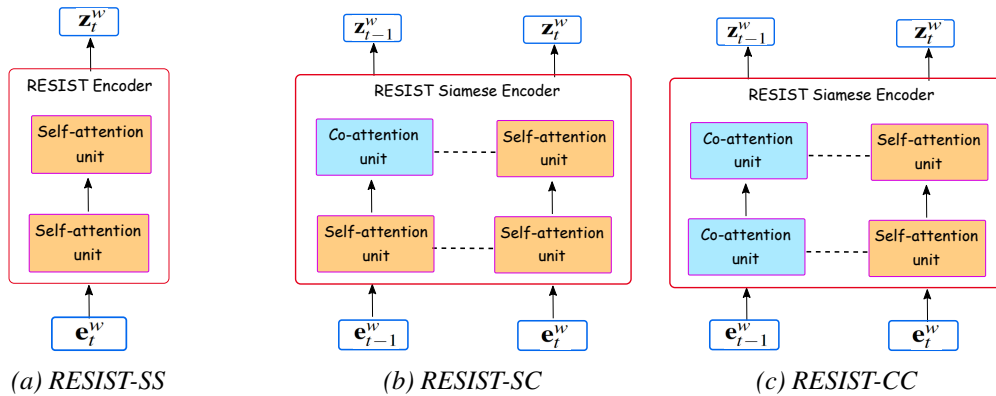 z_t^w
RESIST Encoder
Self-attention
unit
Self-attention
unit
e_t^w
(a) RESIST-SS
z_{t-1}^w z_t^w
RESIST Siamese Encoder
Co-attention
unit
Self-attention
unit
Self-attention
unit
Self-attention
unit
e_{t-1}^w e_t^w
(b) RESIST-SC
z_{t-1}^w z_t^w
RESIST Siamese Encoder
Co-attention
unit
Self-attention
unit
Co-attention
unit
Self-attention
unit
e_{t-1}^w e_t^w
(c) RESIST-CC